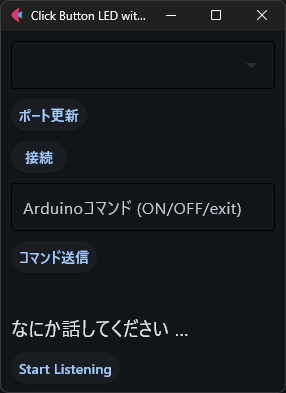 Click Button LED wit...
ポート更新
接続
Arduinoコマンド (ON/OFF/exit)
コマンド送信
なにか話してください ...
Start Listening